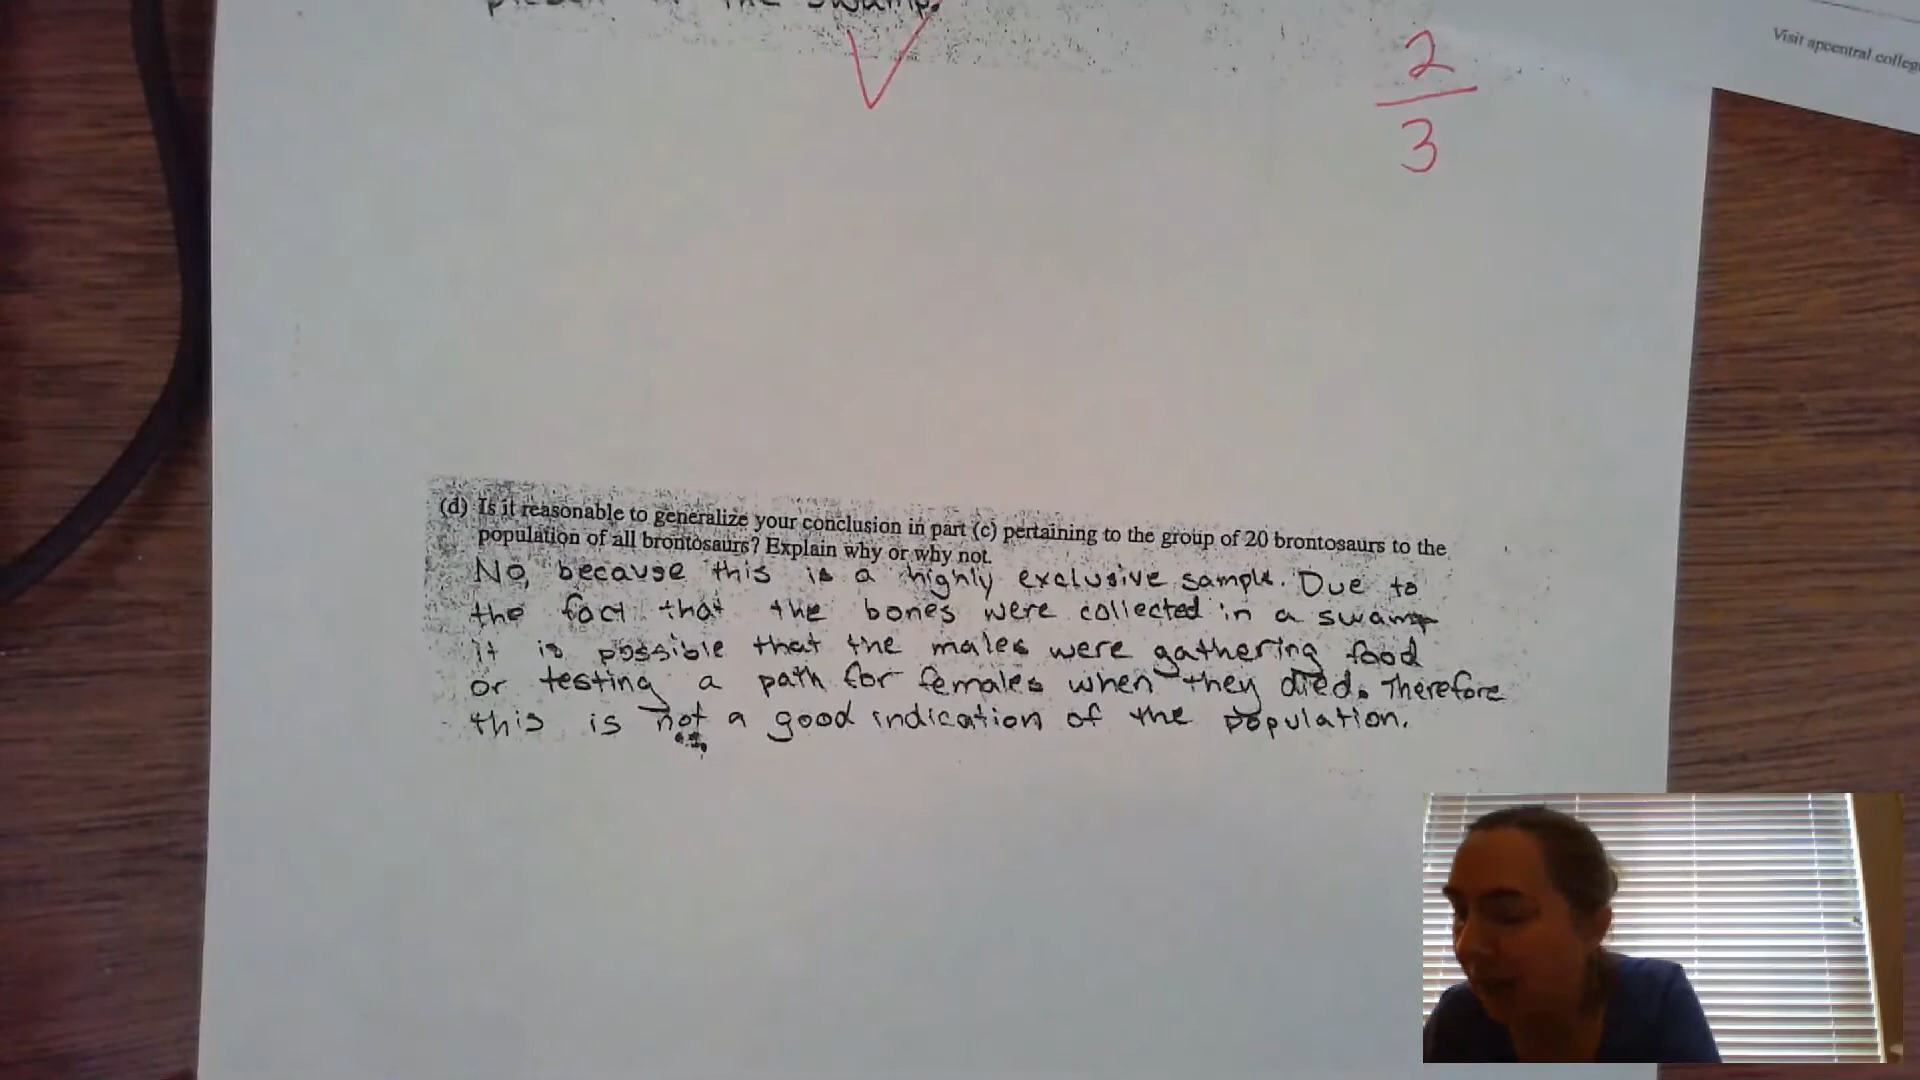 the swamp.
2
3
Visit apcentral.colleg
(d) Is it reasonable to generalize your conclusion in part (c) pertaining to the group of 20 brontosaurs to the
population of all brontosaurs? Explain why or why not.
No, because this is a highly exclusive sample. Due to
the fact that the bones were collected in a swamp
it is possible that the males were gathering food
or testing a path for females when they died. Therefore
this is not a good indication of the population.